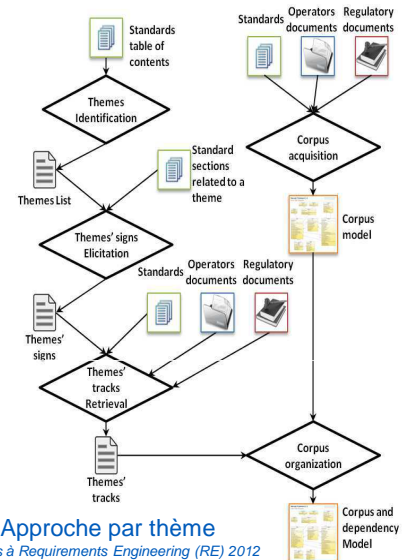 Standards
table of
contents
Operators
documents
Regulatory
documents
Standards
Themes
Identification
Corpus
acquisition
Standard
sections
related to a
theme
Themes List
Corpus
model
Themes' signs
Elicitation
Standards
Operators
documents
Regulatory
documents
Themes'
signs
Themes'
tracks
Retrieval
Themes'
tracks
Corpus
organization
Corpus and
dependency
Model
Approche par thème
s à Requirements Engineering (RE) 2012